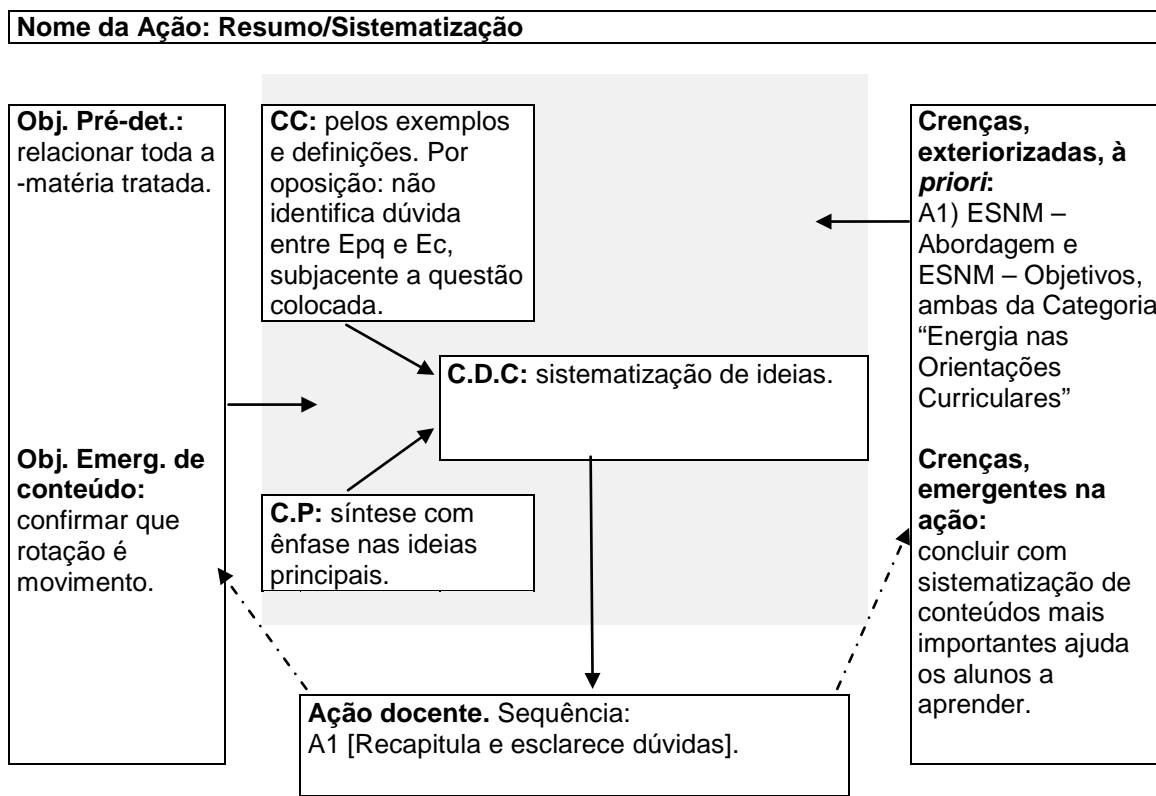 Nome da Ação: Resumo/Sistematização
Obj. Pré-det.:
relacionar toda a
-matéria tratada.
Obj. Emerg. de
conteúdo:
confirmar que
rotação é
movimento.
CC: pelos exemplos
e definições. Por
oposição: não
identifica dúvida
entre Epq e Ec,
subjacente a questão
colocada.
C.D.C: sistematização de ideias.
C.P: síntese com
ênfase nas ideias
principais.
Crenças,
exteriorizadas, à
priori:
A1) ESNM –
Abordagem e
ESNM – Objetivos,
ambas da Categoria
“Energia nas
Orientações
Curriculares”
Crenças,
emergentes na
ação:
concluir com
sistematização de
conteúdos mais
importantes ajuda
os alunos a
aprender.
Ação docente. Sequência:
A1 [Recapitula e esclarece dúvidas].